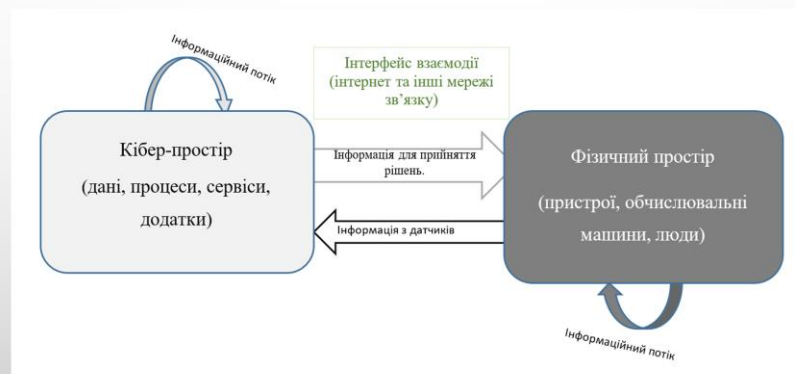 Інформаційний потік
Інтерфейс взаємодії
(інтернет та інші мережі
зв’язку)
Кібер-простір
(дані, процеси, сервіси,
додатки)
Інформація для прийняття
рішень.
Інформація з датчиків
Фізичний простір
(пристрої, обчислювальні
машини, люди)
Інформаційний потік